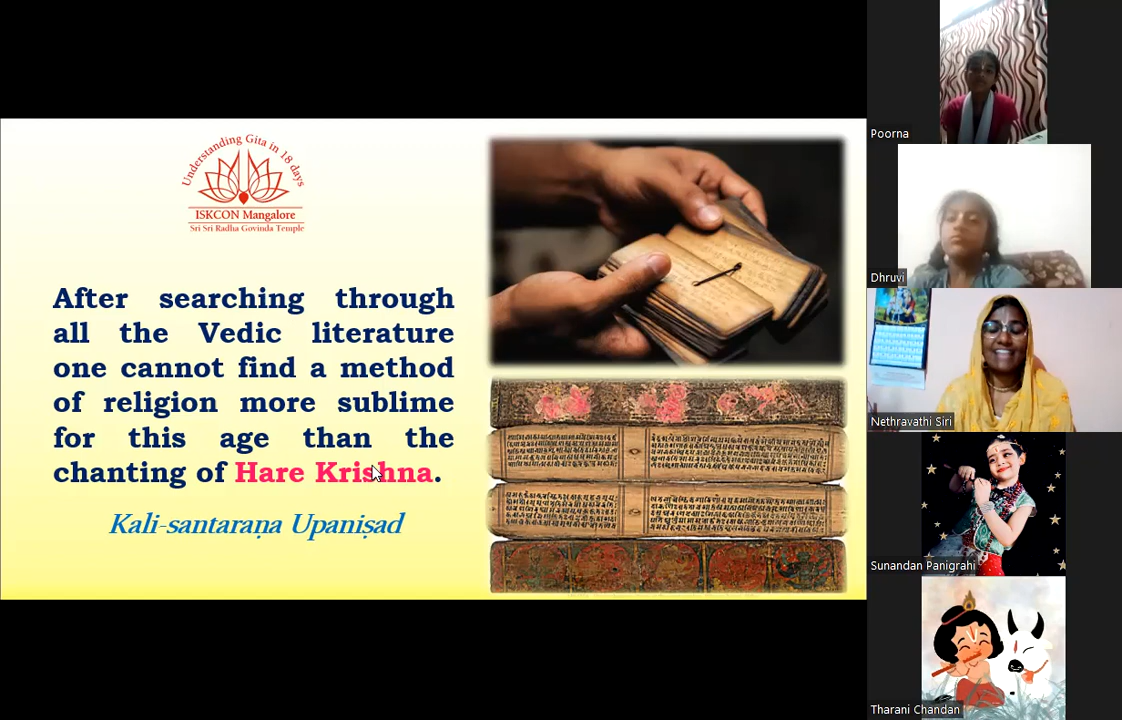 Understanding Gita in 18 days
ISKCON Mangalore
Sri Sri Radha Govinda Temple
After searching through
all the Vedic literature
one cannot find a method
of religion more sublime
for this age than the
chanting of Hare Krishna.
Kali-santaraṇa Upaniṣad
Poorna
Dhruvi
Nethravathi Siri
Sunandan Panigrahi
Tharani Chandan